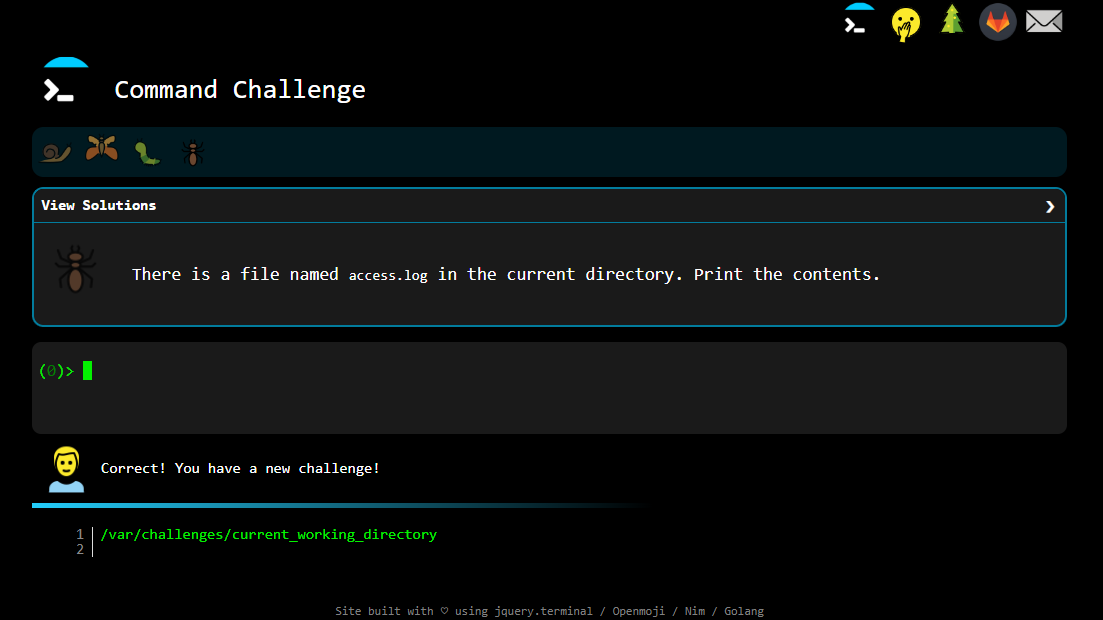 Command Challenge
View Solutions ❯
There is a file named access.log in the current directory. Print the contents.
(0)>
Correct! You have a new challenge!
1 /var/challenges/current_working_directory
2
Site built with ♡ using jquery.terminal / Openmoji / Nim / Golang